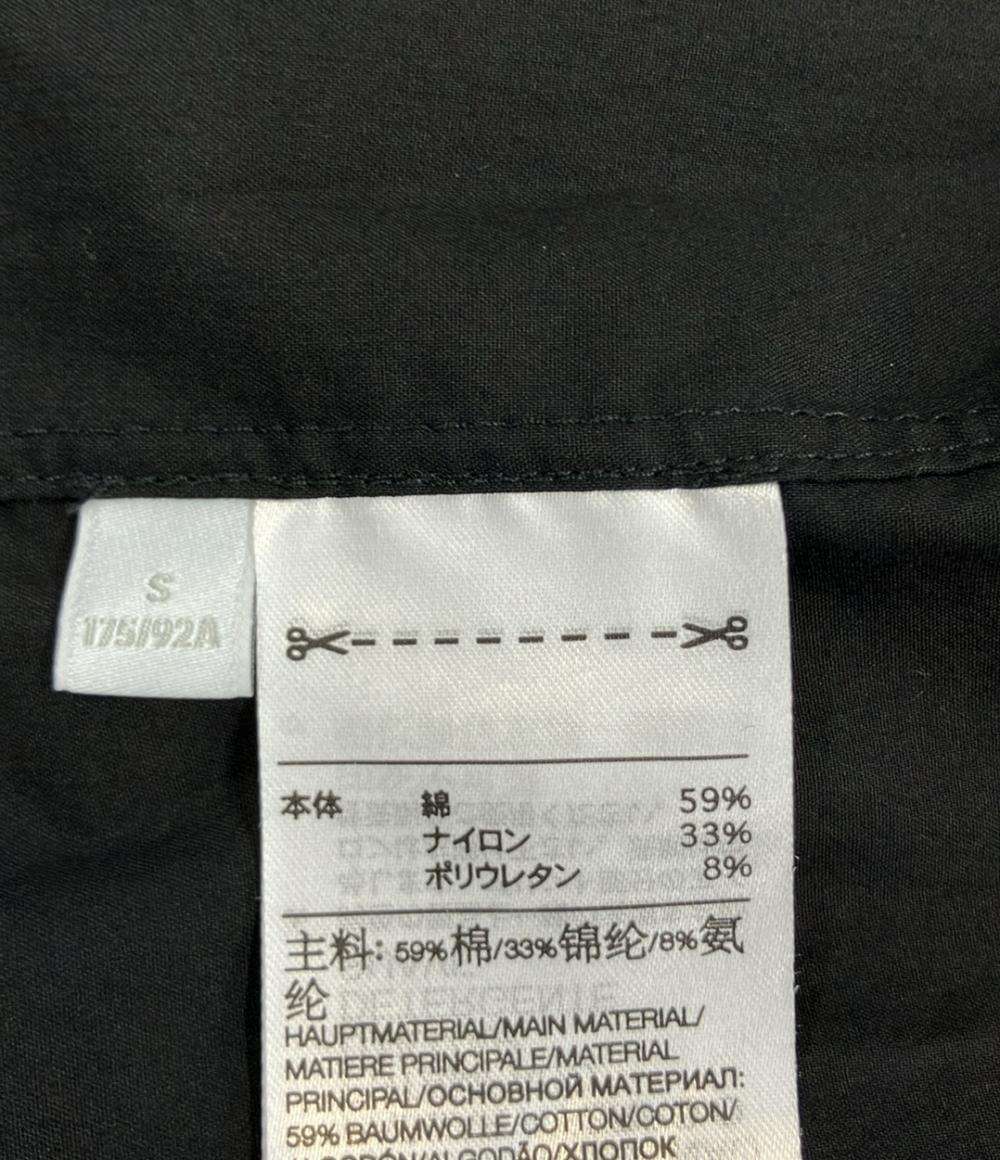 S
175/92A
本体 綿 59%
ナイロン 33%
ポリウレタン 8%
主料: 59%棉/33%锦纶/8%氨
纶
HAUPTMATERIAL/MAIN MATERIAL/
MATIERE PRINCIPALE/MATERIAL
PRINCIPAL/ОСНОВНОЙ МАТЕРИАЛ:
59% BAUMWOLLE/COTTON/COTON/
ALGODÃO/ХЛОПОК